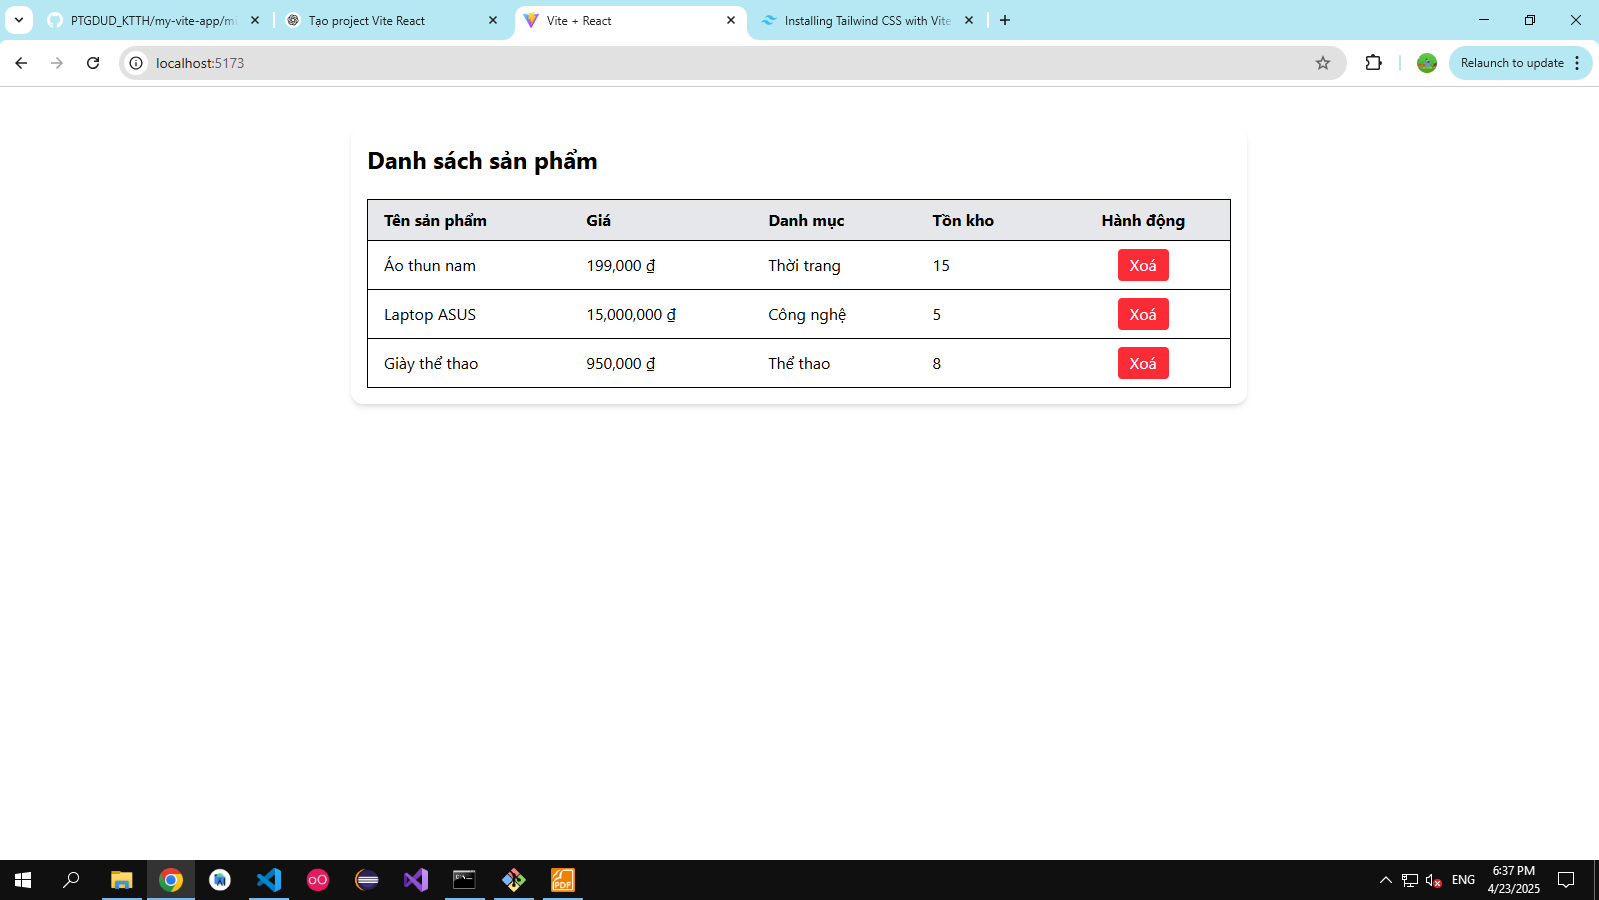 PTGDUD_KTTH/my-vite-app/mi
Tạo project Vite React
Vite + React
Installing Tailwind CSS with Vite
localhost:5173
Relaunch to update
Danh sách sản phẩm
Tên sản phẩm Giá Danh mục Tồn kho Hành động
Áo thun nam 199,000 ₫ Thời trang 15 Xoá
Laptop ASUS 15,000,000 ₫ Công nghệ 5 Xoá
Giày thể thao 950,000 ₫ Thể thao 8 Xoá
ENG
6:37 PM
4/23/2025
PDF